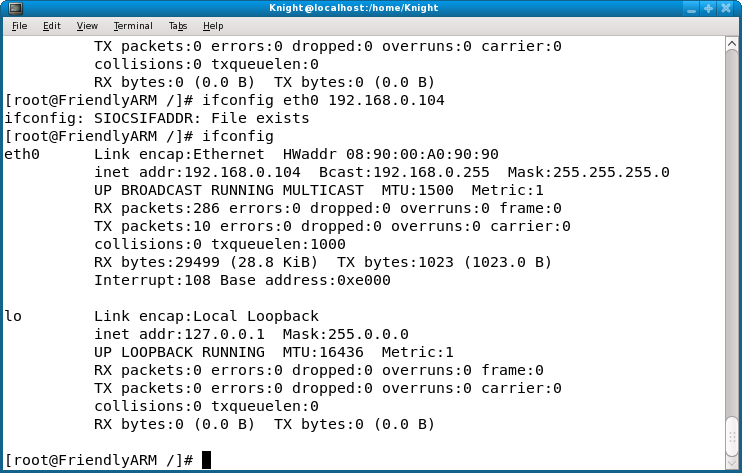 Knight@localhost:/home/Knight
File Edit View Terminal Tabs Help
TX packets:0 errors:0 dropped:0 overruns:0 carrier:0
collisions:0 txqueuelen:0
RX bytes:0 (0.0 B)  TX bytes:0 (0.0 B)
[root@FriendlyARM /]# ifconfig eth0 192.168.0.104
ifconfig: SIOCSIFADDR: File exists
[root@FriendlyARM /]# ifconfig
eth0      Link encap:Ethernet  HWaddr 08:90:00:A0:90:90
          inet addr:192.168.0.104  Bcast:192.168.0.255  Mask:255.255.255.0
          UP BROADCAST RUNNING MULTICAST  MTU:1500  Metric:1
          RX packets:286 errors:0 dropped:0 overruns:0 frame:0
          TX packets:10 errors:0 dropped:0 overruns:0 carrier:0
          collisions:0 txqueuelen:1000
          RX bytes:29499 (28.8 KiB)  TX bytes:1023 (1023.0 B)
          Interrupt:108 Base address:0xe000
lo        Link encap:Local Loopback
          inet addr:127.0.0.1  Mask:255.0.0.0
          UP LOOPBACK RUNNING  MTU:16436  Metric:1
          RX packets:0 errors:0 dropped:0 overruns:0 frame:0
          TX packets:0 errors:0 dropped:0 overruns:0 carrier:0
          collisions:0 txqueuelen:0
          RX bytes:0 (0.0 B)  TX bytes:0 (0.0 B)
[root@FriendlyARM /]#